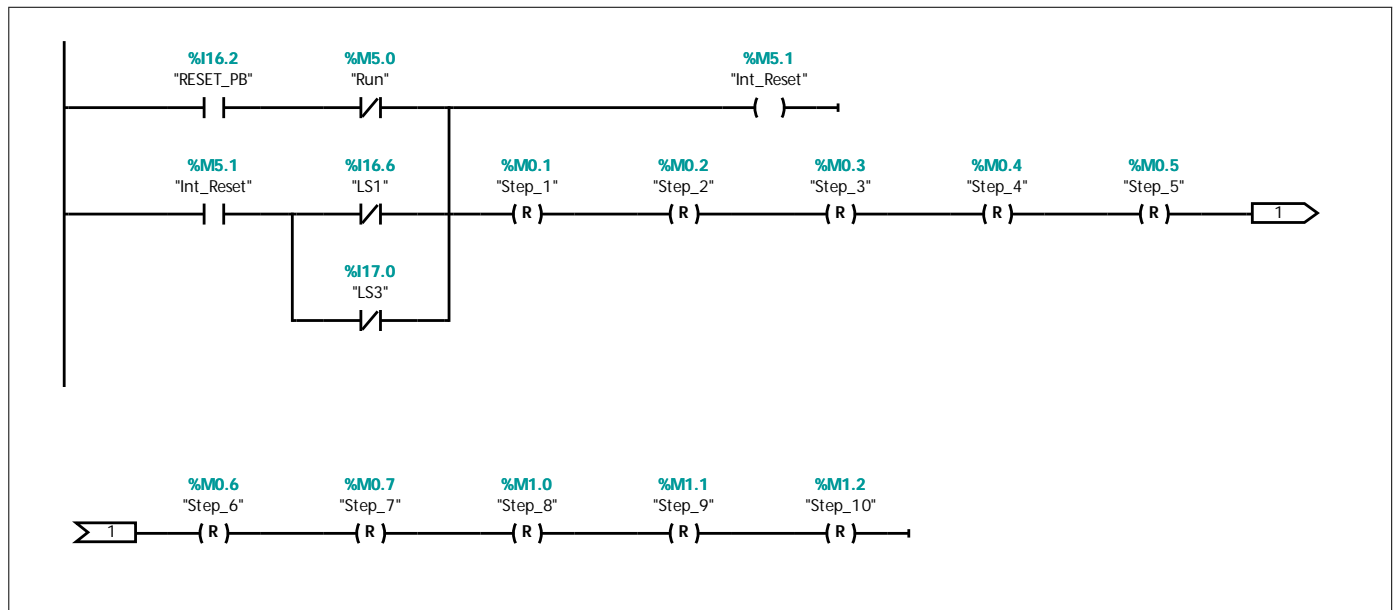 %I16.2 %M5.0 %M5.1
"RESET_PB" "Run" "Int_Reset"
%M5.1 %I16.6 %M0.1 %M0.2 %M0.3 %M0.4 %M0.5
"Int_Reset" "LS1" "Step_1" "Step_2" "Step_3" "Step_4" "Step_5"
R R R R R 1
%I17.0
"LS3"
%M0.6 %M0.7 %M1.0 %M1.1 %M1.2
"Step_6" "Step_7" "Step_8" "Step_9" "Step_10"
1 R R R R R